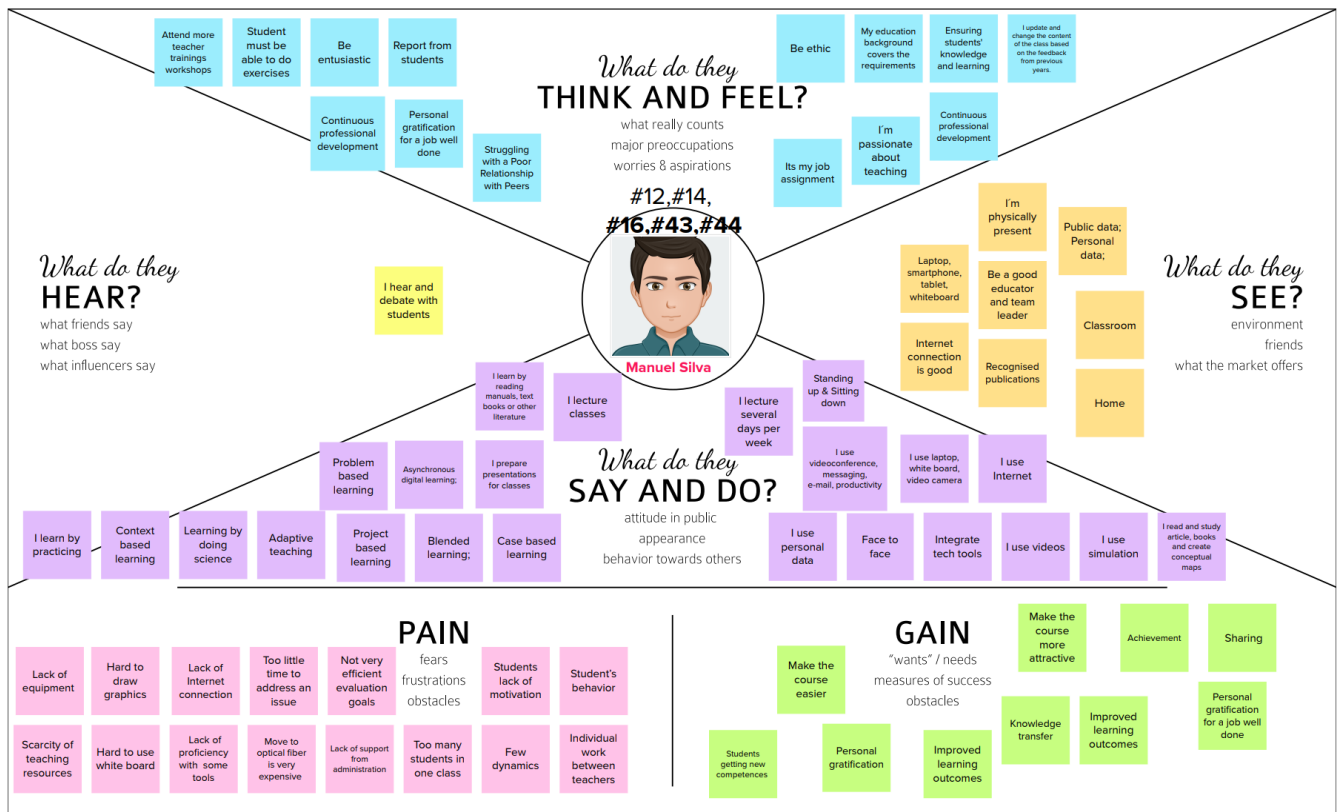 Attend more
teacher
trainings
workshops
Student
must be
able to do
exercises
Be
entusiastic
Report from
students
Continuous
professional
development
Personal
gratification
for a job well
done
Struggling
with a Poor
Relationship
with Peers
What do they
THINK AND FEEL?
what really counts
major preoccupations
worries & aspirations
Be ethic
My education
background
covers the
requirements
Ensuring
students'
knowledge
and learning
I update and
change the content
of the class based
on the feedback
from previous
years.
Its my job
assignment
I´m
passionate
about
teaching
Continuous
professional
development
#12,#14,
#16,#43,#44
Manuel Silva
What do they
HEAR?
what friends say
what boss say
what influencers say
I hear and
debate with
students
I´m
physically
present
Public data;
Personal
data;
Laptop,
smartphone,
tablet,
whiteboard
Be a good
educator
and team
leader
Classroom
Internet
connection
is good
Recognised
publications
Home
What do they
SEE?
environment
friends
what the market offers
I learn by
reading
manuals, text
books or other
literature
I lecture
classes
Problem
based
learning
Asynchronous
digital learning;
I prepare
presentations
for classes
I learn by
practicing
Context
based
learning
Learning by
doing
science
Adaptive
teaching
Project
based
learning
Blended
learning;
Case based
learning
What do they
SAY AND DO?
attitude in public
appearance
behavior towards others
I lecture
several
days per
week
Standing
up & Sitting
down
I use
videoconference,
messaging,
e-mail, productivity
I use laptop,
white board,
video camera
I use
Internet
I use
personal
data
Face to
face
Integrate
tech tools
I use videos
I use
simulation
I read and study
article, books
and create
conceptual
maps
PAIN
fears
frustrations
obstacles
Lack of
equipment
Hard to
draw
graphics
Lack of
Internet
connection
Too little
time to
address an
issue
Not very
efficient
evaluation
goals
Students
lack of
motivation
Student's
behavior
Scarcity of
teaching
resources
Hard to use
white board
Lack of
proficiency
with some
tools
Move to
optical fiber
is very
expensive
Lack of support
from
administration
Too many
students in
one class
Few
dynamics
Individual
work
between
teachers
GAIN
"wants" / needs
measures of success
obstacles
Make the
course
easier
Make the
course
more
attractive
Achievement
Sharing
Students
getting new
competences
Personal
gratification
Improved
learning
outcomes
Knowledge
transfer
Improved
learning
outcomes
Personal
gratification
for a job well
done